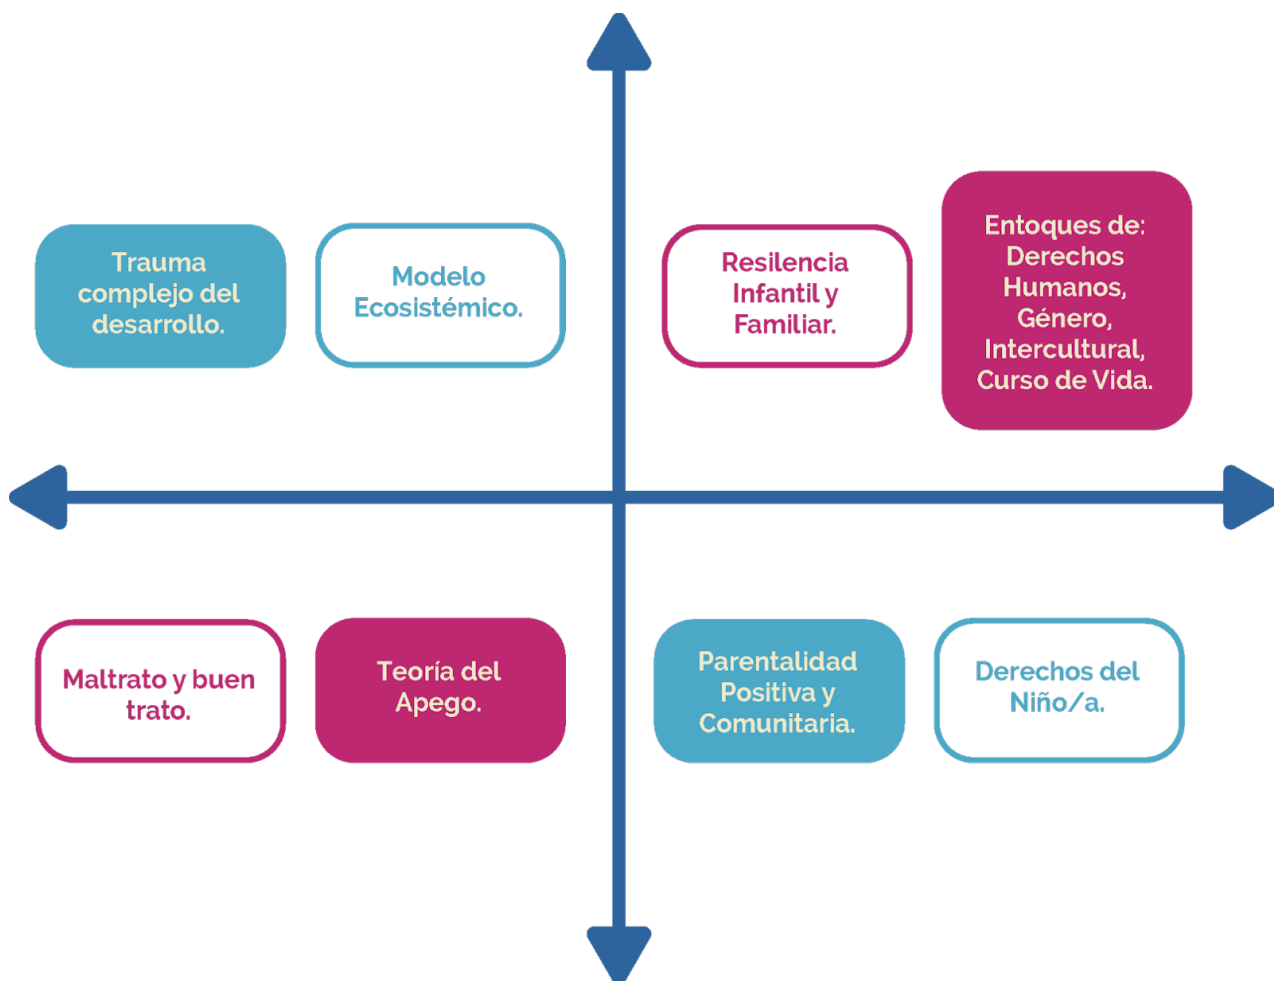 Trauma
complejo del
desarrollo.
Modelo
Ecosistémico.
Resilencia
Infantil y
Familiar.
Entoques de:
Derechos
Humanos,
Género,
Intercultural,
Curso de Vida.
Maltrato y buen
trato.
Teoría del
Apego.
Parentalidad
Positiva y
Comunitaria.
Derechos del
Niño/a.